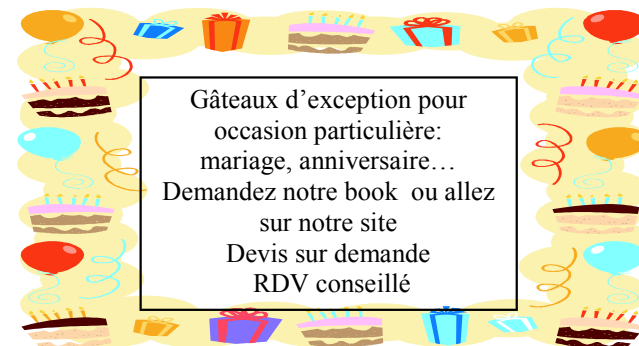 Gâteaux d’exception pour
occasion particulière:
mariage, anniversaire…
Demandez notre book  ou allez
sur notre site
Devis sur demande
RDV conseillé